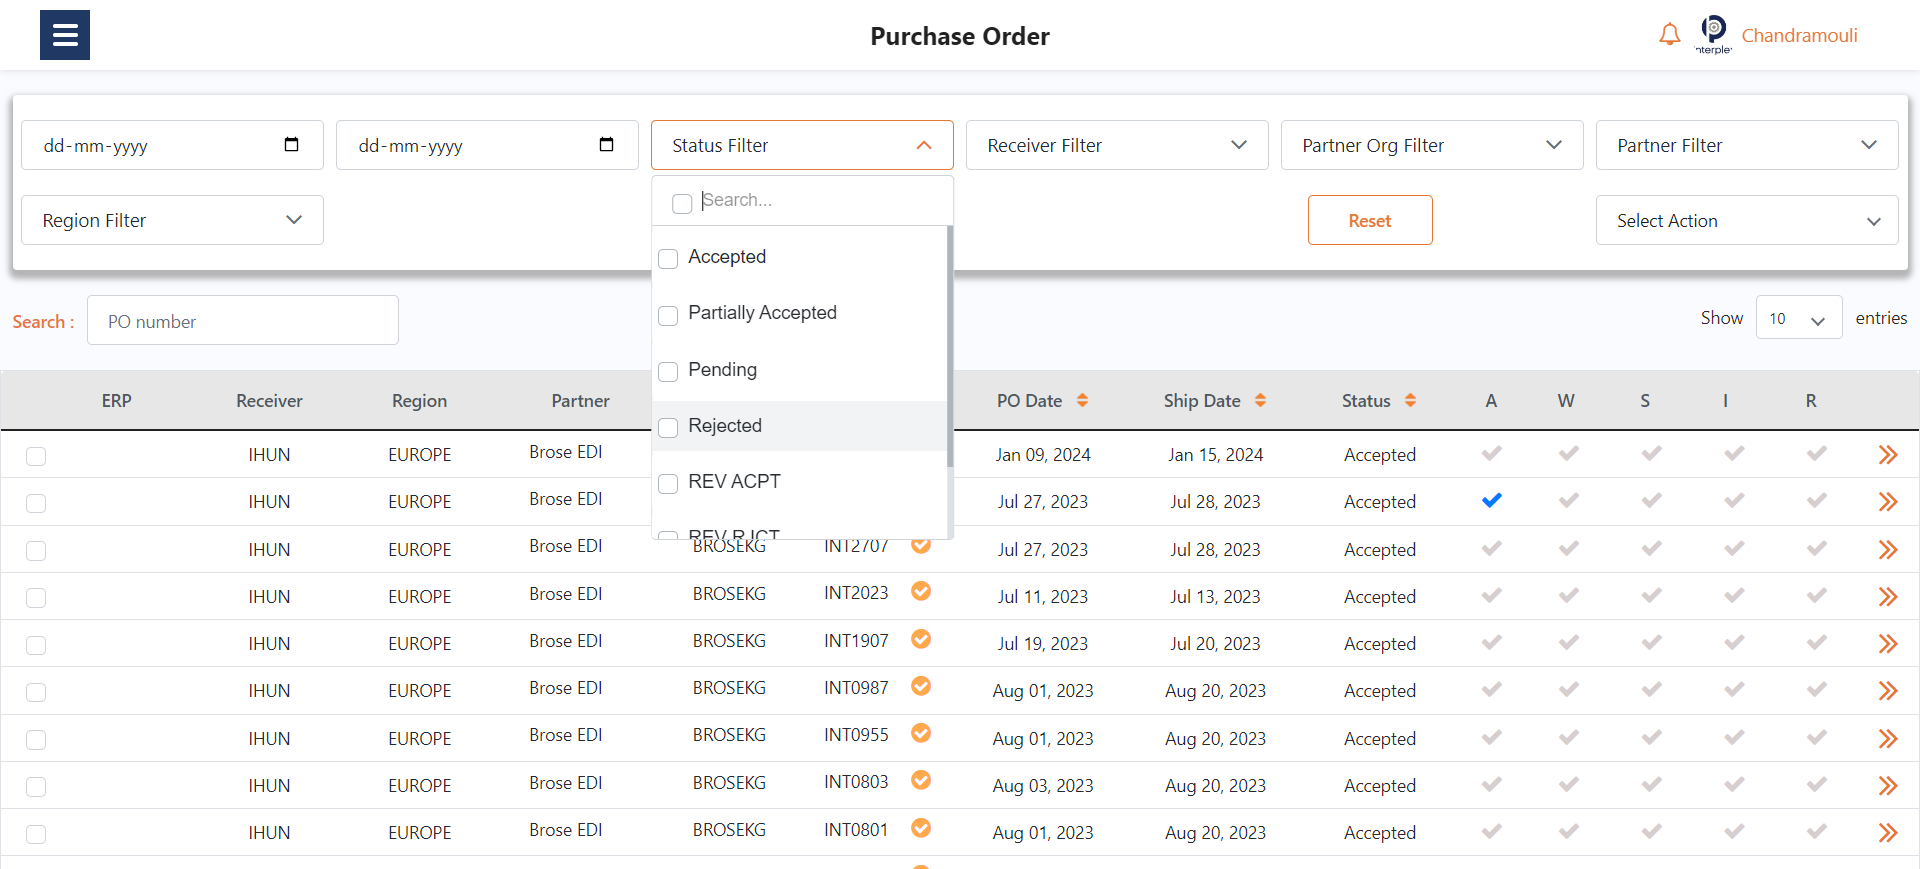 Purchase Order
Chandramouli
dd-mm-yyyy
dd-mm-yyyy
Status Filter
Receiver Filter
Partner Org Filter
Partner Filter
Region Filter
Search...
Reset
Select Action
Accepted
Partially Accepted
Pending
Rejected
REV ACPT
REV RJCT
Search :
PO number
Show 10 entries
ERP Receiver Region Partner PO Date Ship Date Status A W S I R
IHUN EUROPE Brose EDI Jan 09, 2024 Jan 15, 2024 Accepted
IHUN EUROPE Brose EDI Jul 27, 2023 Jul 28, 2023 Accepted
IHUN EUROPE Brose EDI BROSEKG INT2707 Jul 27, 2023 Jul 28, 2023 Accepted
IHUN EUROPE Brose EDI BROSEKG INT2023 Jul 11, 2023 Jul 13, 2023 Accepted
IHUN EUROPE Brose EDI BROSEKG INT1907 Jul 19, 2023 Jul 20, 2023 Accepted
IHUN EUROPE Brose EDI BROSEKG INT0987 Aug 01, 2023 Aug 20, 2023 Accepted
IHUN EUROPE Brose EDI BROSEKG INT0955 Aug 01, 2023 Aug 20, 2023 Accepted
IHUN EUROPE Brose EDI BROSEKG INT0803 Aug 03, 2023 Aug 20, 2023 Accepted
IHUN EUROPE Brose EDI BROSEKG INT0801 Aug 01, 2023 Aug 20, 2023 Accepted